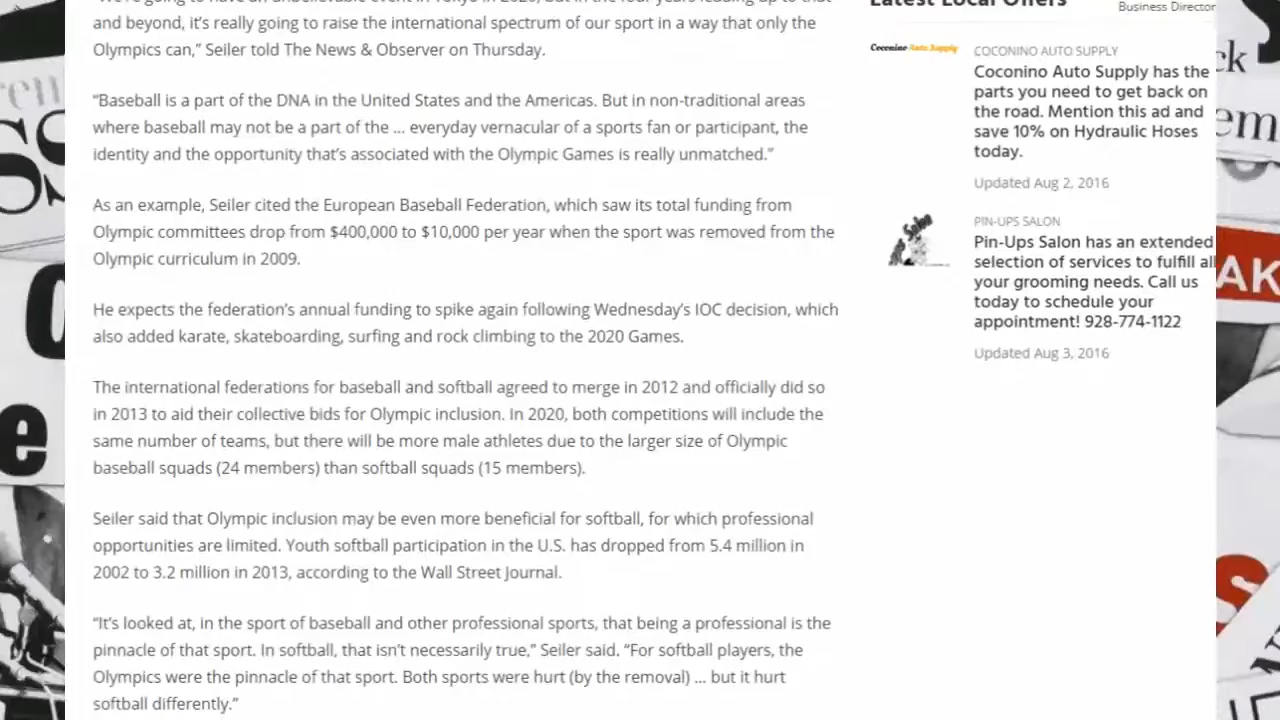 and beyond, it's really going to raise the international spectrum of our sport in a way that only the
Olympics can,” Seiler told The News & Observer on Thursday.
“Baseball is a part of the DNA in the United States and the Americas. But in non-traditional areas
where baseball may not be a part of the ... everyday vernacular of a sports fan or participant, the
identity and the opportunity that's associated with the Olympic Games is really unmatched.”
As an example, Seiler cited the European Baseball Federation, which saw its total funding from
Olympic committees drop from $400,000 to $10,000 per year when the sport was removed from the
Olympic curriculum in 2009.
He expects the federation's annual funding to spike again following Wednesday's IOC decision, which
also added karate, skateboarding, surfing and rock climbing to the 2020 Games.
The international federations for baseball and softball agreed to merge in 2012 and officially did so
in 2013 to aid their collective bids for Olympic inclusion. In 2020, both competitions will include the
same number of teams, but there will be more male athletes due to the larger size of Olympic
baseball squads (24 members) than softball squads (15 members).
Seiler said that Olympic inclusion may be even more beneficial for softball, for which professional
opportunities are limited. Youth softball participation in the U.S. has dropped from 5.4 million in
2002 to 3.2 million in 2013, according to the Wall Street Journal.
“It's looked at, in the sport of baseball and other professional sports, that being a professional is the
pinnacle of that sport. In softball, that isn't necessarily true,” Seiler said. “For softball players, the
Olympics were the pinnacle of that sport. Both sports were hurt (by the removal) ... but it hurt
softball differently.”
Latest Local Offers
Business Director
Coconino Auto Supply
COCONINO AUTO SUPPLY
Coconino Auto Supply has the
parts you need to get back on
the road. Mention this ad and
save 10% on Hydraulic Hoses
today.
Updated Aug 2, 2016
Salon
PIN-UPS SALON
Pin-Ups Salon has an extended
selection of services to fulfill all
your grooming needs. Call us
today to schedule your
appointment! 928-774-1122
Updated Aug 3, 2016